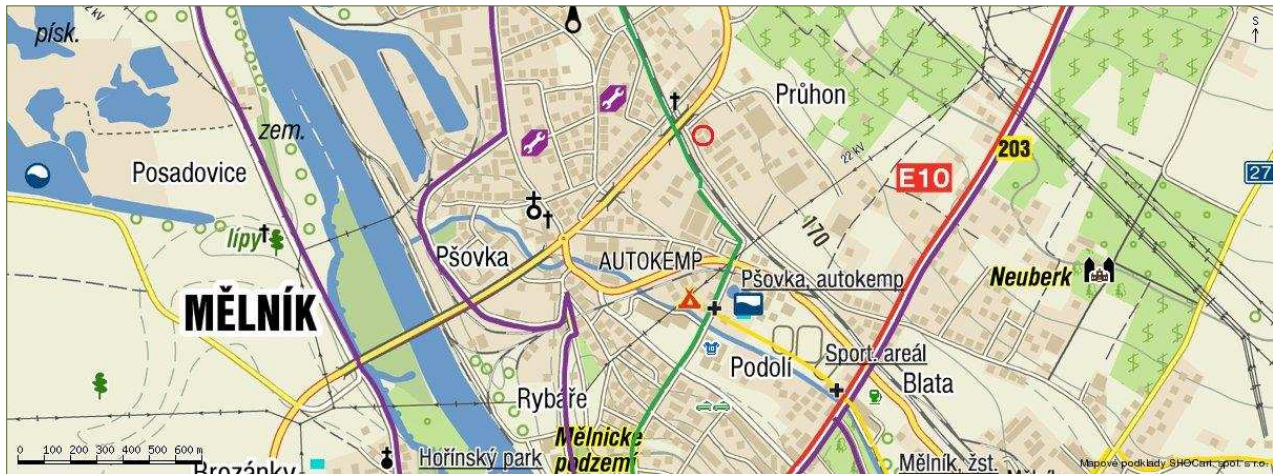 písk.
S
Průhon
zem.
22 kV
203
Posadovice
E10
27
lípy
170
Pšovka
AUTOKEMP
Pšovka, autokemp
Neuberk
MĚLNÍK
Podolí
Sport. areál
Blata
Rybáře
Mělnické
podzemí
0 100 200 300 400 500 600 m
Hořínský park
Mělník, žst.
Mapové podklady SHOCart, spol. s r.o.
Brozánky